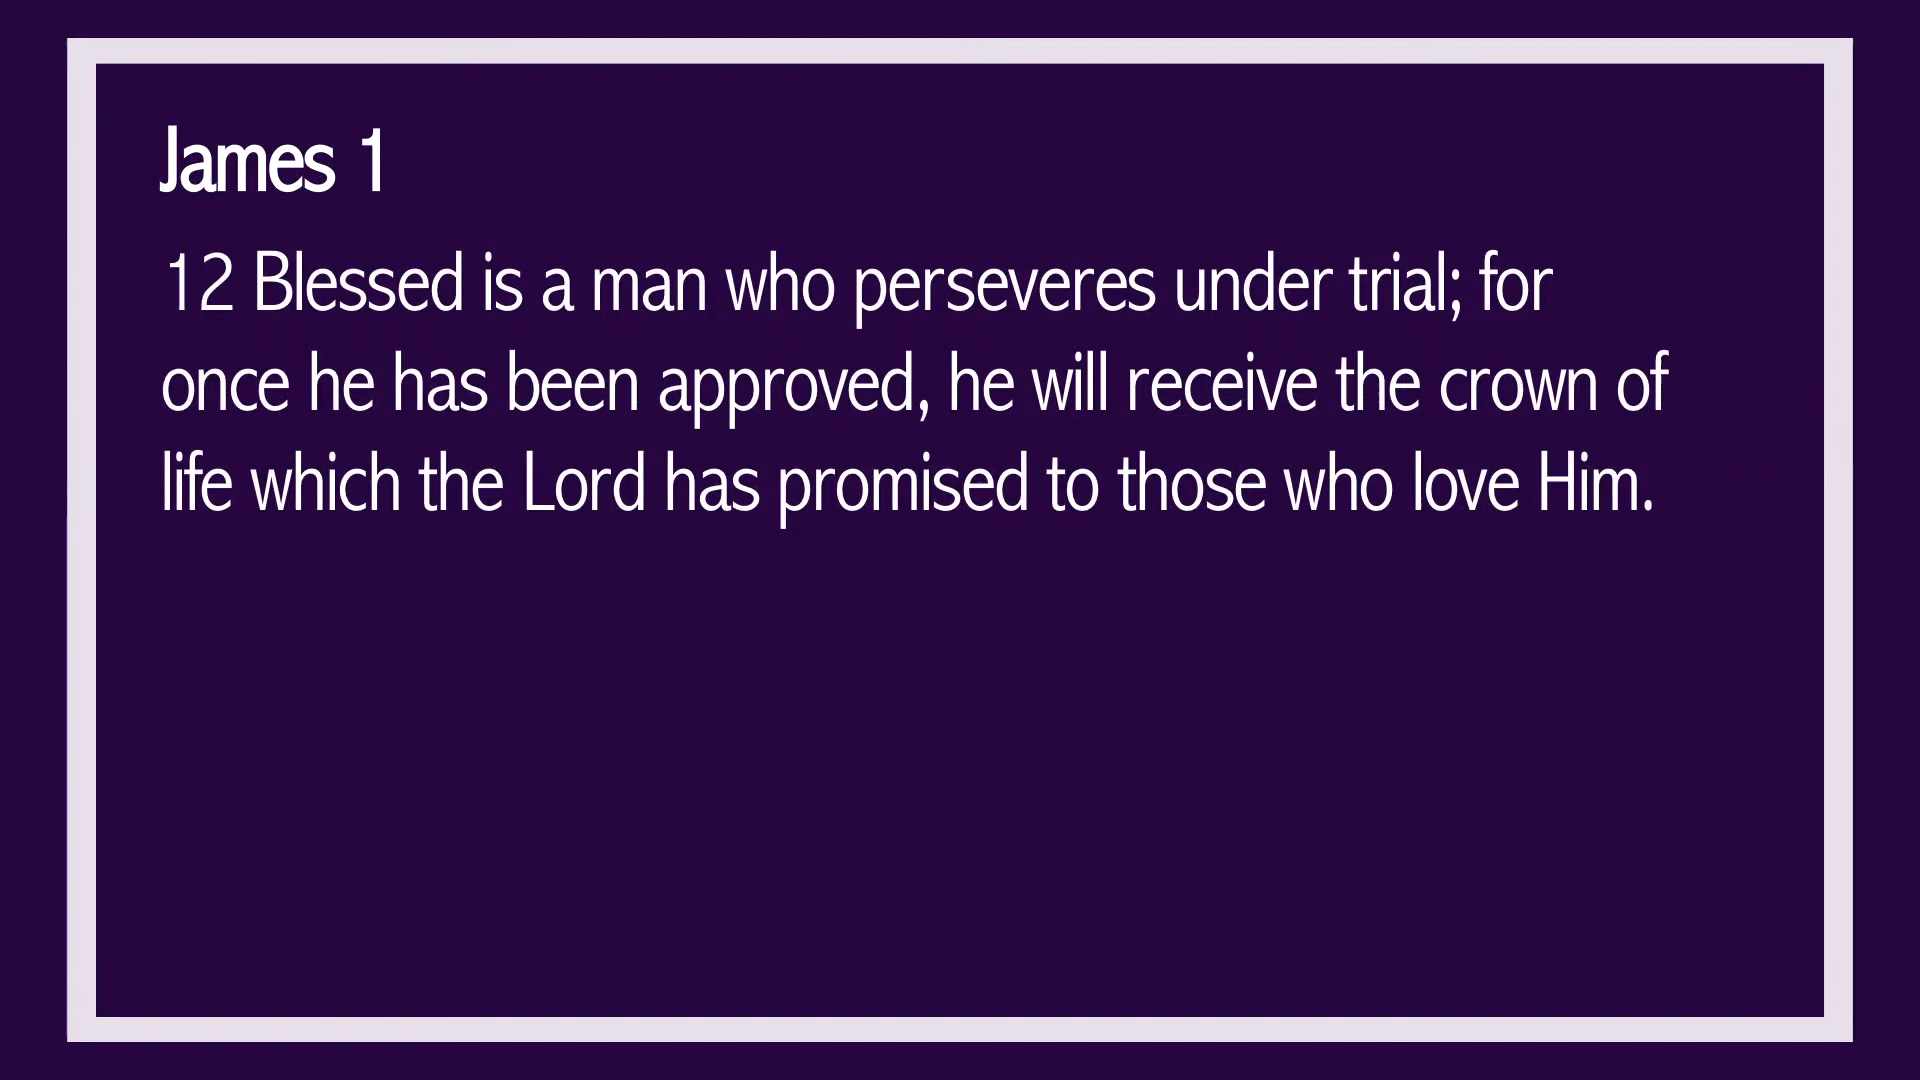 James 1
12 Blessed is a man who perseveres under trial; for
once he has been approved, he will receive the crown of
life which the Lord has promised to those who love Him.